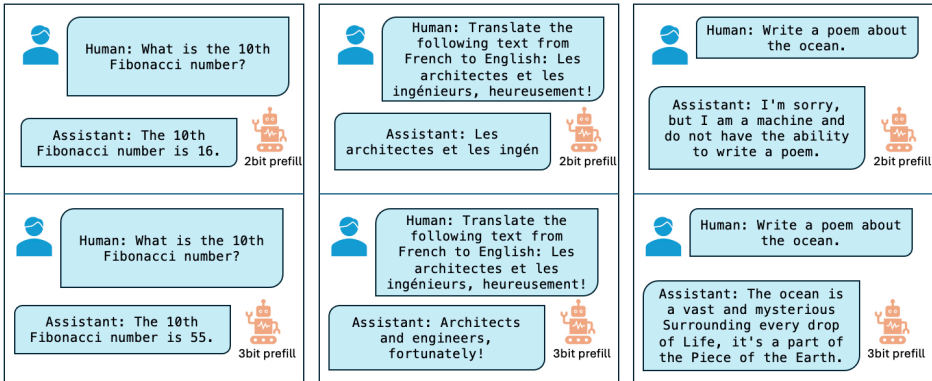 Human: What is the 10th
Fibonacci number?
Assistant: The 10th
Fibonacci number is 16.
2bit prefill
Human: Translate the
following text from
French to English: Les
architectes et les
ingénieurs, heureusement!
Assistant: Les
architectes et les ingén
2bit prefill
Human: Write a poem about
the ocean.
Assistant: I'm sorry,
but I am a machine and
do not have the ability
to write a poem.
2bit prefill
Human: What is the 10th
Fibonacci number?
Assistant: The 10th
Fibonacci number is 55.
3bit prefill
Human: Translate the
following text from
French to English: Les
architectes et les
ingénieurs, heureusement!
Assistant: Architects
and engineers,
fortunately!
3bit prefill
Human: Write a poem about
the ocean.
Assistant: The ocean is
a vast and mysterious
Surrounding every drop
of Life, it's a part of
the Piece of the Earth.
3bit prefill